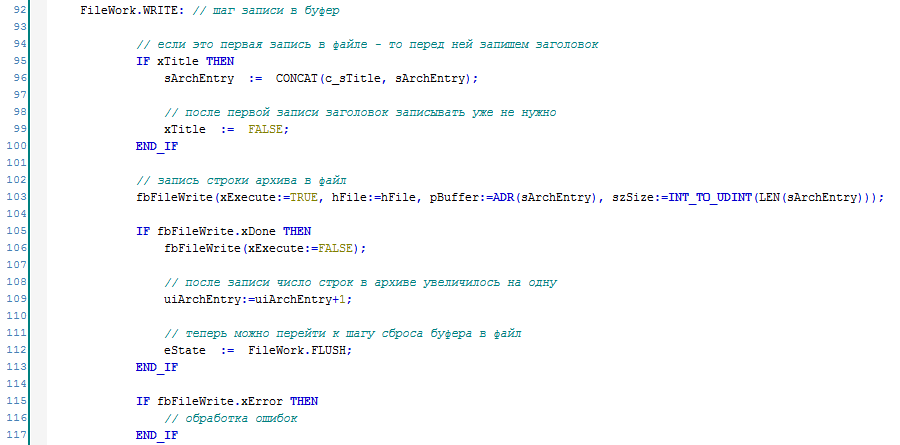 92 FileWork.WRITE: // шаг записи в буфер
93
94 // если это первая запись в файле - то перед ней запишем заголовок
95 IF xTitle THEN
96 sArchEntry := CONCAT(c_sTitle, sArchEntry);
97
98 // после первой записи заголовок записывать уже не нужно
99 xTitle := FALSE;
100 END_IF
101
102 // запись строки архива в файл
103 fbFileWrite(xExecute:=TRUE, hFile:=hFile, pBuffer:=ADR(sArchEntry), szSize:=INT_TO_UDINT(LEN(sArchEntry)));
104
105 IF fbFileWrite.xDone THEN
106 fbFileWrite(xExecute:=FALSE);
107
108 // после записи число строк в архиве увеличилось на одну
109 uiArchEntry:=uiArchEntry+1;
110
111 // теперь можно перейти к шагу сброса буфера в файл
112 eState := FileWork.FLUSH;
113 END_IF
114
115 IF fbFileWrite.xError THEN
116 // обработка ошибок
117 END_IF